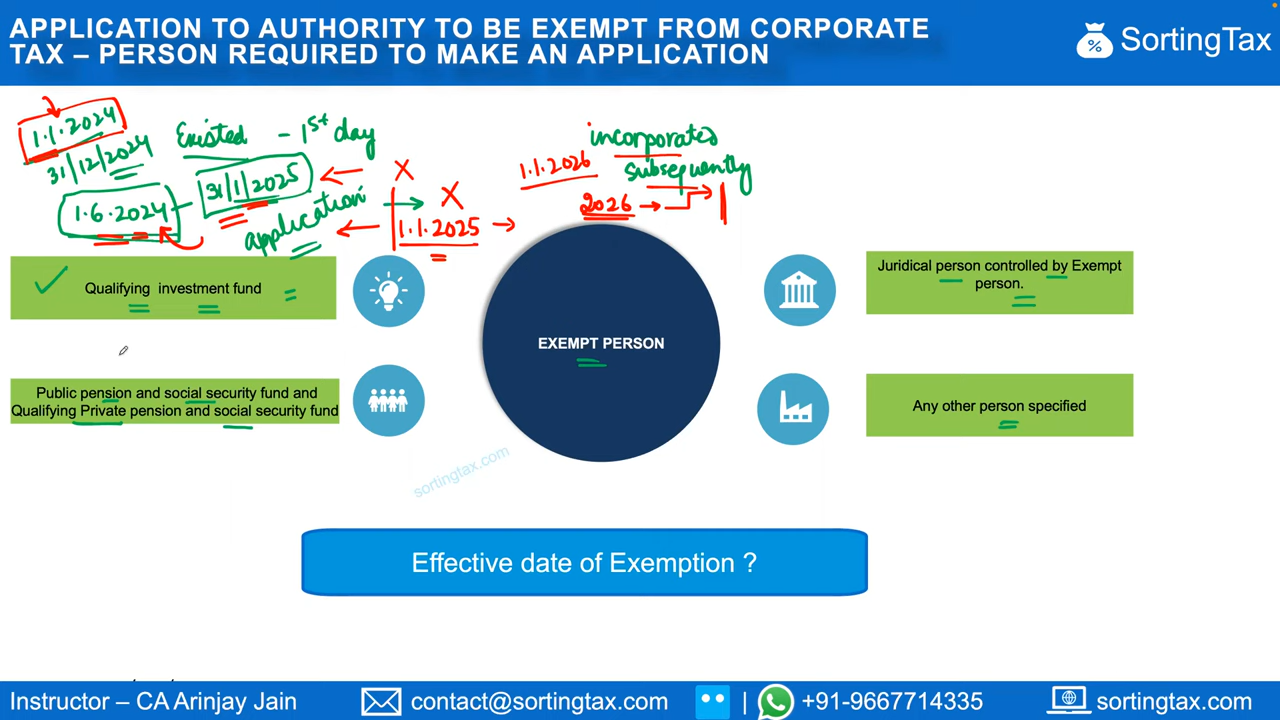 APPLICATION TO AUTHORITY TO BE EXEMPT FROM CORPORATE
TAX – PERSON REQUIRED TO MAKE AN APPLICATION
SortingTax
1.1.2024
31/12/2024
Existed - 1st day
31/1/2025
1.6.2024 -
application
X
X
1.1.2025
incorporated
subsequently
1.1.2026
2026
Qualifying investment fund
Public pension and social security fund and
Qualifying Private pension and social security fund
EXEMPT PERSON
Juridical person controlled by Exempt
person.
Any other person specified
sortingtax.com
Effective date of Exemption ?
Instructor – CA Arinjay Jain
contact@sortingtax.com
|
+91-9667714335
sortingtax.com